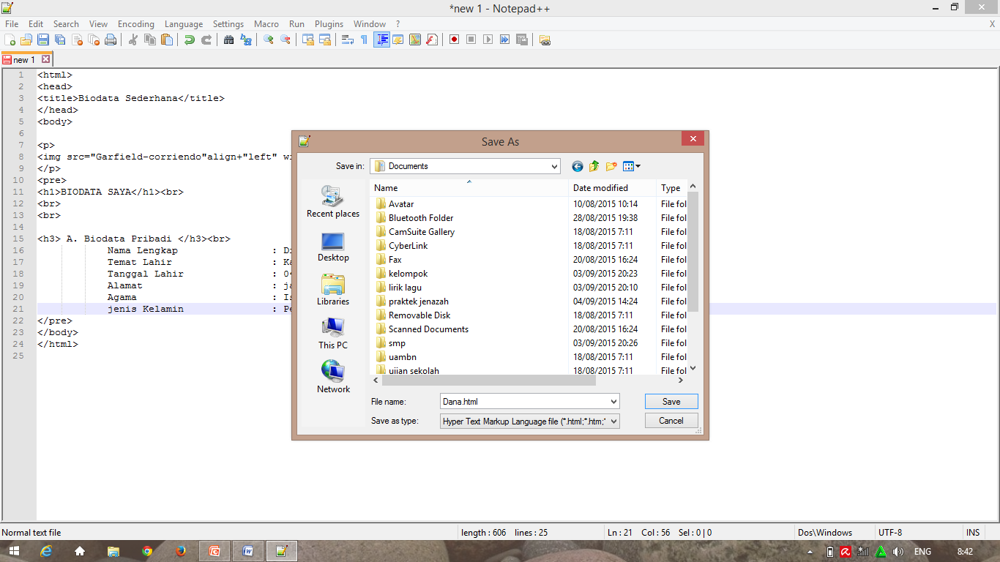 *new 1 - Notepad++
File Edit Search View Encoding Language Settings Macro Run Plugins Window ? X
new 1
1 <html>
2 <head>
3 <title>Biodata Sederhana</title>
4 </head>
5 <body>
6
7 <p>
8 <img src="Garfield-corriendo"align+"left" wi
9 </p>
10 <pre>
11 <h1>BIODATA SAYA</h1><br>
12 <br>
13 <br>
14
15 <h3> A. Biodata Pribadi </h3><br>
16 Nama Lengkap : Di
17 Temat Lahir : Ka
18 Tanggal Lahir : 04
19 Alamat : ja
20 Agama : Is
21 jenis Kelamin : Pe
22 </pre>
23 </body>
24 </html>
25
Save As
Save in: Documents
Recent places
Desktop
Libraries
This PC
Network
Name Date modified Type
Avatar 10/08/2015 10:14 File fol
Bluetooth Folder 28/08/2015 19:38 File fol
CamSuite Gallery 18/08/2015 7:11 File fol
CyberLink 18/08/2015 7:11 File fol
Fax 20/08/2015 16:24 File fol
kelompok 03/09/2015 20:23 File fol
lirik lagu 03/09/2015 20:10 File fol
praktek jenazah 04/09/2015 14:24 File fol
Removable Disk 18/08/2015 7:11 File fol
Scanned Documents 20/08/2015 16:24 File fol
smp 03/09/2015 20:26 File fol
uambn 18/08/2015 7:11 File fol
ujian sekolah 18/08/2015 7:11 File fol
File name: Dana.html Save
Save as type: Hyper Text Markup Language file (*.html;*.htm;* Cancel
Normal text file length : 606 lines : 25 Ln : 21 Col : 56 Sel : 0 | 0 Dos\Windows UTF-8 INS
ENG 8:42